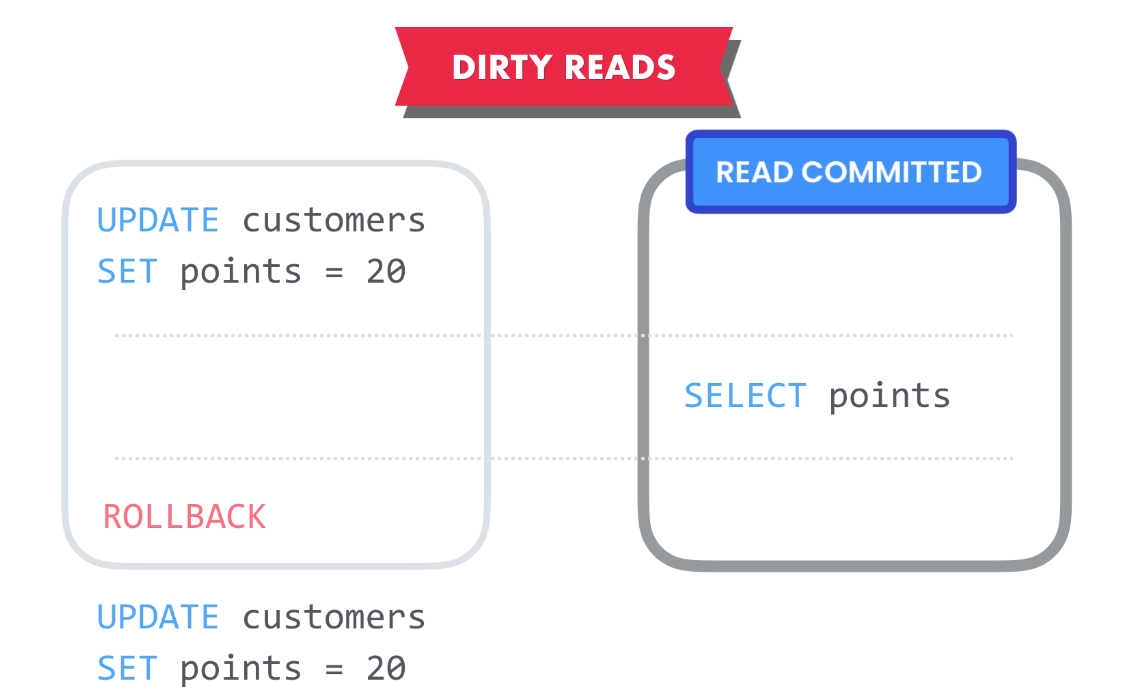 DIRTY READS
READ COMMITTED
UPDATE customers
SET points = 20
SELECT points
ROLLBACK
UPDATE customers
SET points = 20